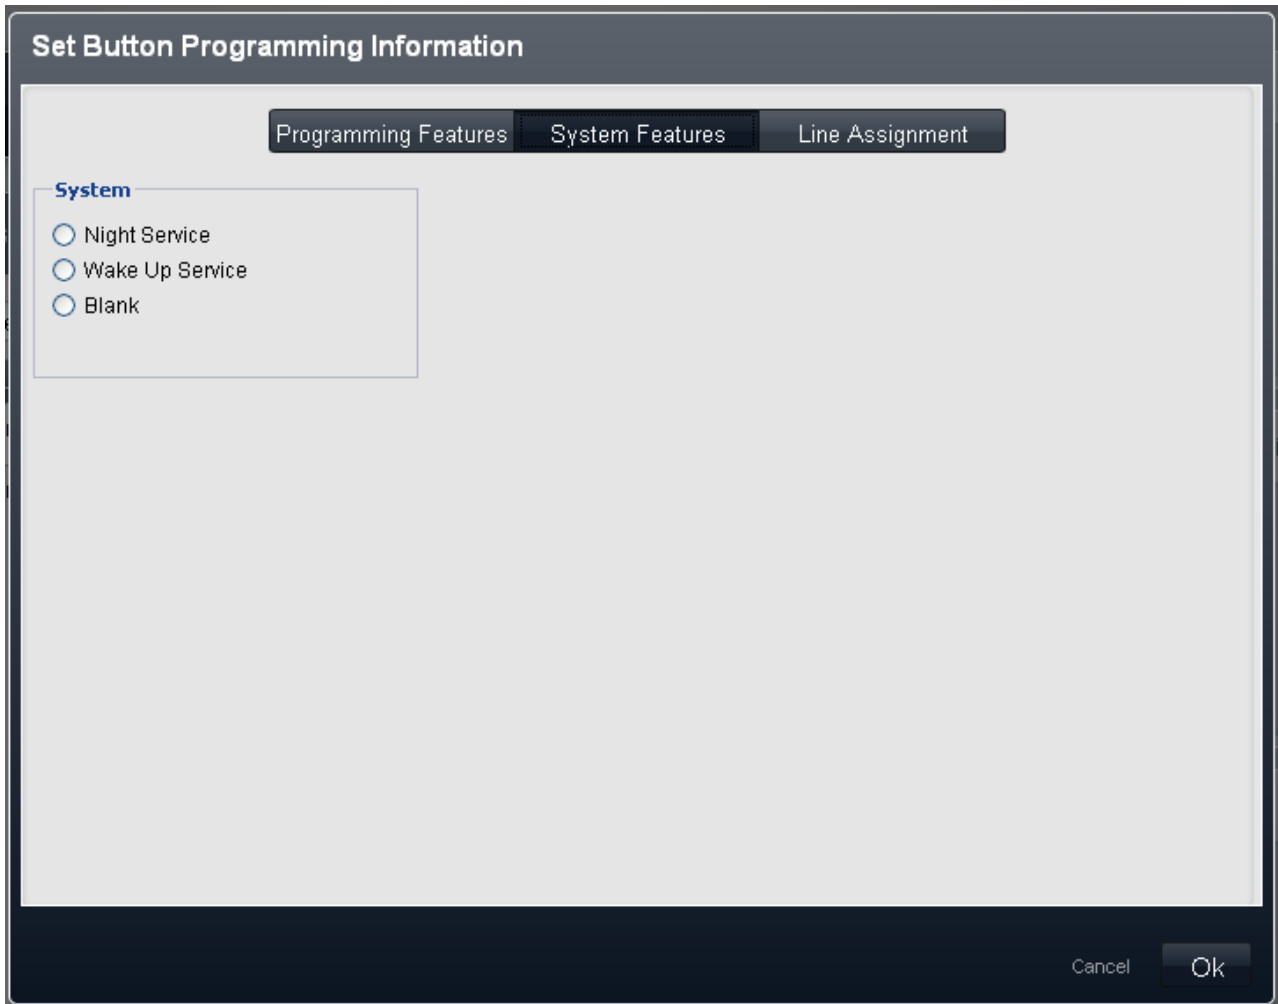 Set Button Programming Information
Programming Features System Features Line Assignment
System
Night Service
Wake Up Service
Blank
Cancel Ok